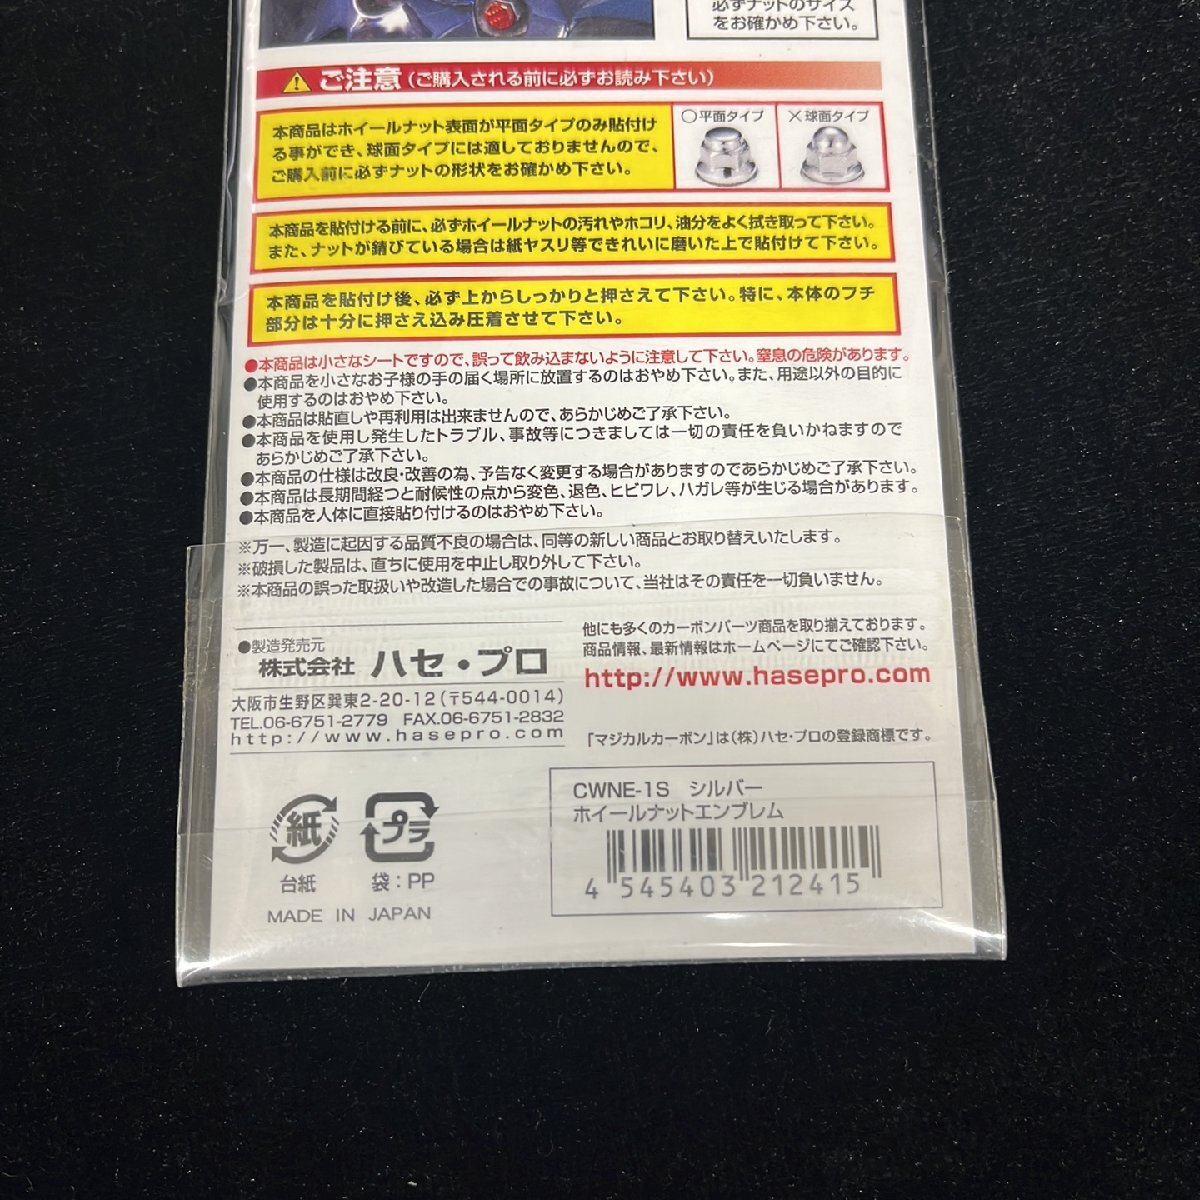 必ずナットのサイズ
をお確かめ下さい。
ご注意(ご購入される前に必ずお読み下さい)
本商品はホイールナット表面が平面タイプのみ貼付け
る事ができ、球面タイプには適しておりませんので、
ご購入前に必ずナットの形状をお確かめ下さい。
○平面タイプ
×球面タイプ
本商品を貼付ける前に、必ずホイールナットの汚れやホコリ、油分をよく拭き取って下さい。
また、ナットが錆びている場合は紙ヤスリ等できれいに磨いた上で貼付けて下さい。
本商品を貼付け後、必ず上からしっかりと押さえて下さい。特に、本体のフチ
部分は十分に押さえ込み圧着させて下さい。
●本商品は小さなシートですので、誤って飲み込まないように注意して下さい。窒息の危険があります。
●本商品を小さなお子様の手の届く場所に放置するのはおやめ下さい。また、用途以外の目的に
使用するのはおやめ下さい。
●本商品は貼直しや再利用は出来ませんので、あらかじめご了承下さい。
●本商品を使用し発生したトラブル、事故等につきましては一切の責任を負いかねますので
あらかじめご了承下さい。
●本商品の仕様は改良・改善の為、予告なく変更する場合がありますのであらかじめご了承下さい。
●本商品は長期間経つと耐候性の点から変色、退色、ヒビワレ、ハガレ等が生じる場合があります。
●本商品を人体に直接貼り付けるのはおやめ下さい。
※万一、製造に起因する品質不良の場合は、同等の新しい商品とお取り替えいたします。
※破損した製品は、直ちに使用を中止し取り外して下さい。
※本商品の誤った取扱いや改造した場合での事故について、当社はその責任を一切負いません。
●製造発売元
株式会社 ハセ・プロ
大阪市生野区巽東2-20-12(〒544-0014)
TEL.06-6751-2779 FAX.06-6751-2832
http://www.hasepro.com
他にも多くのカーボンパーツ商品を取り揃えております。
商品情報、最新情報はホームページにてご確認下さい。
http://www.hasepro.com
「マジカルカーボン」は(株)ハセ・プロの登録商標です。
紙
プラ
台紙
袋:PP
MADE IN JAPAN
CWNE-1S シルバー
ホイールナットエンブレム
4 545403 212415